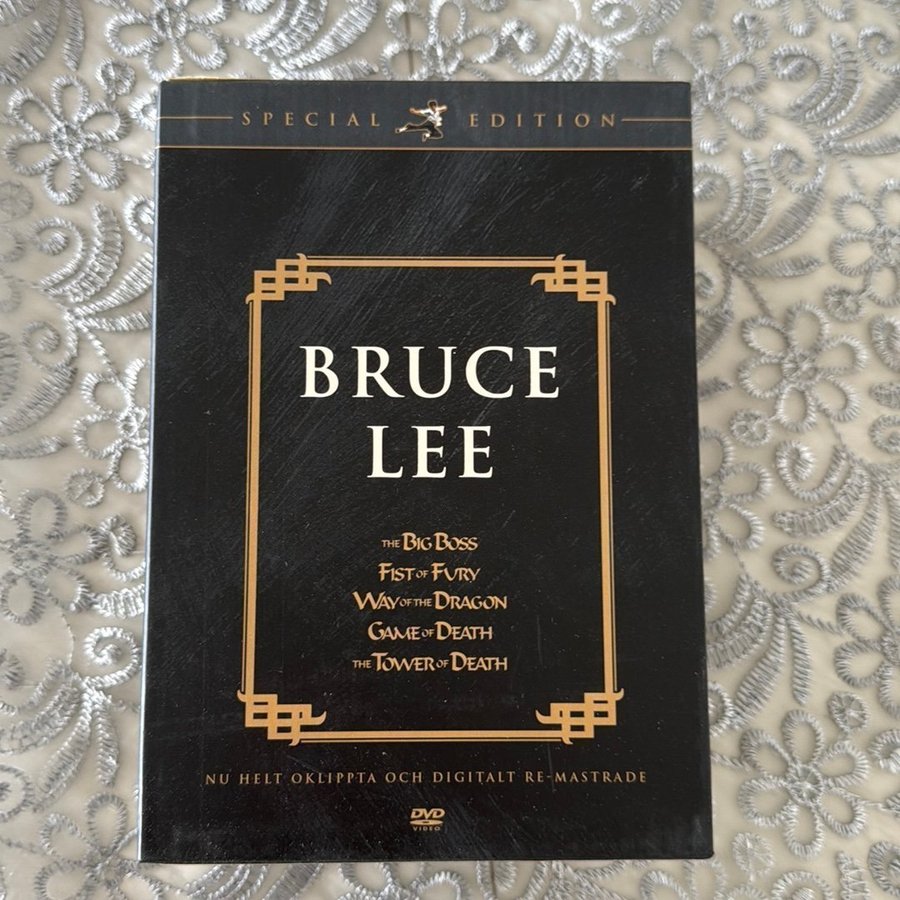 SPECIAL EDITION
BRUCE
LEE
THE BIG BOSS
FIST OF FURY
WAY OF THE DRAGON
GAME OF DEATH
THE TOWER OF DEATH
NU HELT OKLIPPTA OCH DIGITALT RE-MASTRADE
DVD
VIDEO